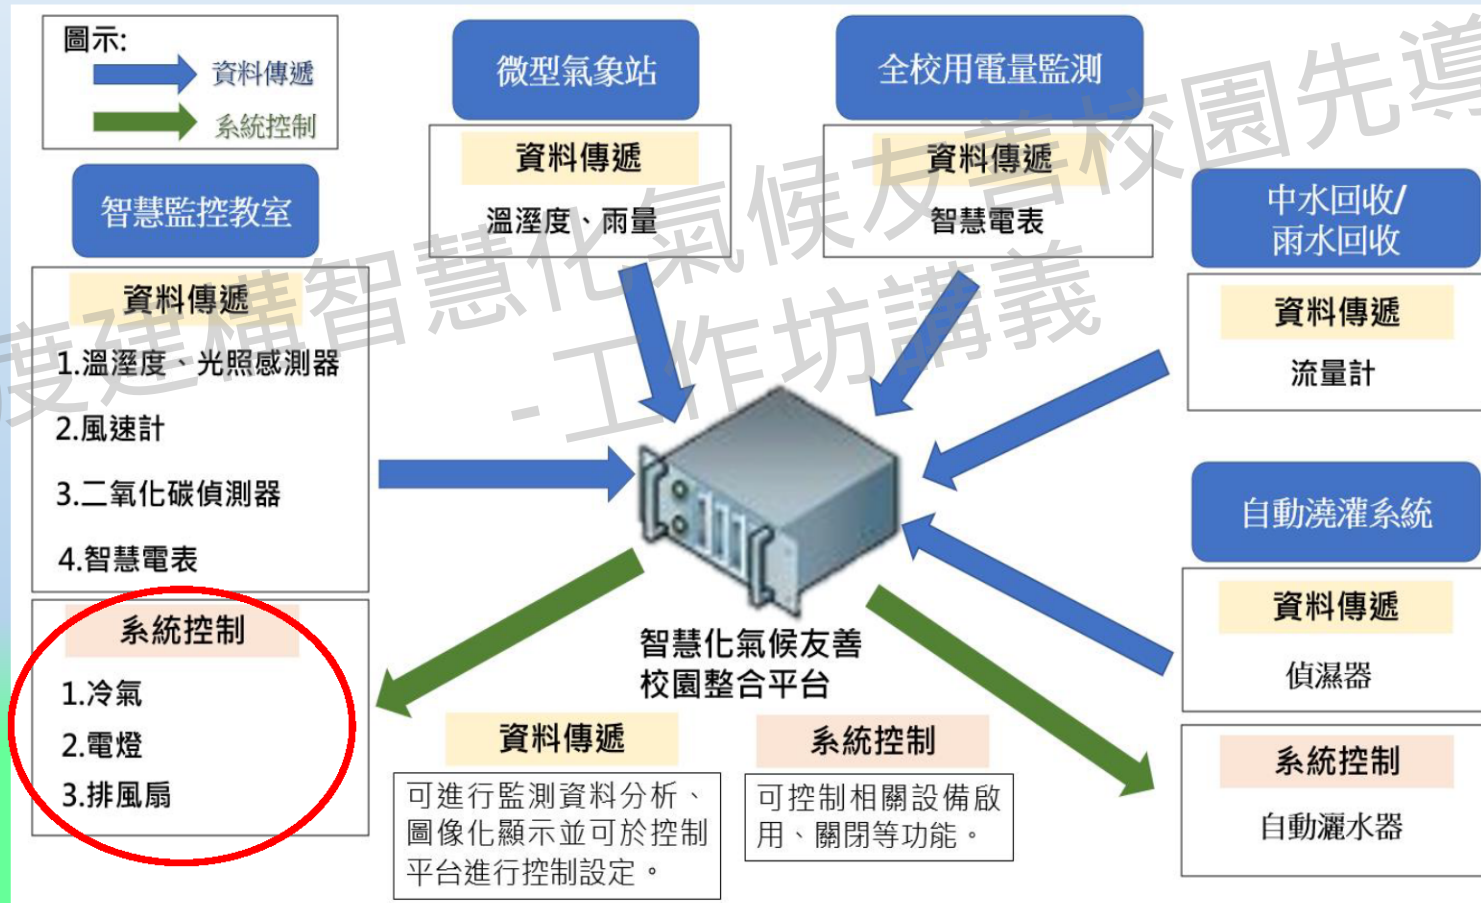 圖示:
資料傳遞
系統控制
微型氣象站
資料傳遞
溫溼度、雨量
全校用電量監測
資料傳遞
智慧電表
智慧監控教室
資料傳遞
1.溫溼度、光照感測器
2.風速計
3.二氧化碳偵測器
4.智慧電表
系統控制
1.冷氣
2.電燈
3.排風扇
中水回收/
雨水回收
資料傳遞
流量計
自動澆灌系統
資料傳遞
偵濕器
系統控制
自動灑水器
智慧化氣候友善
校園整合平台
資料傳遞
可進行監測資料分析、
圖像化顯示並可於控制
平台進行控制設定。
系統控制
可控制相關設備啟
用、關閉等功能。
度建構智慧化氣候友善校園先導
-工作坊講義